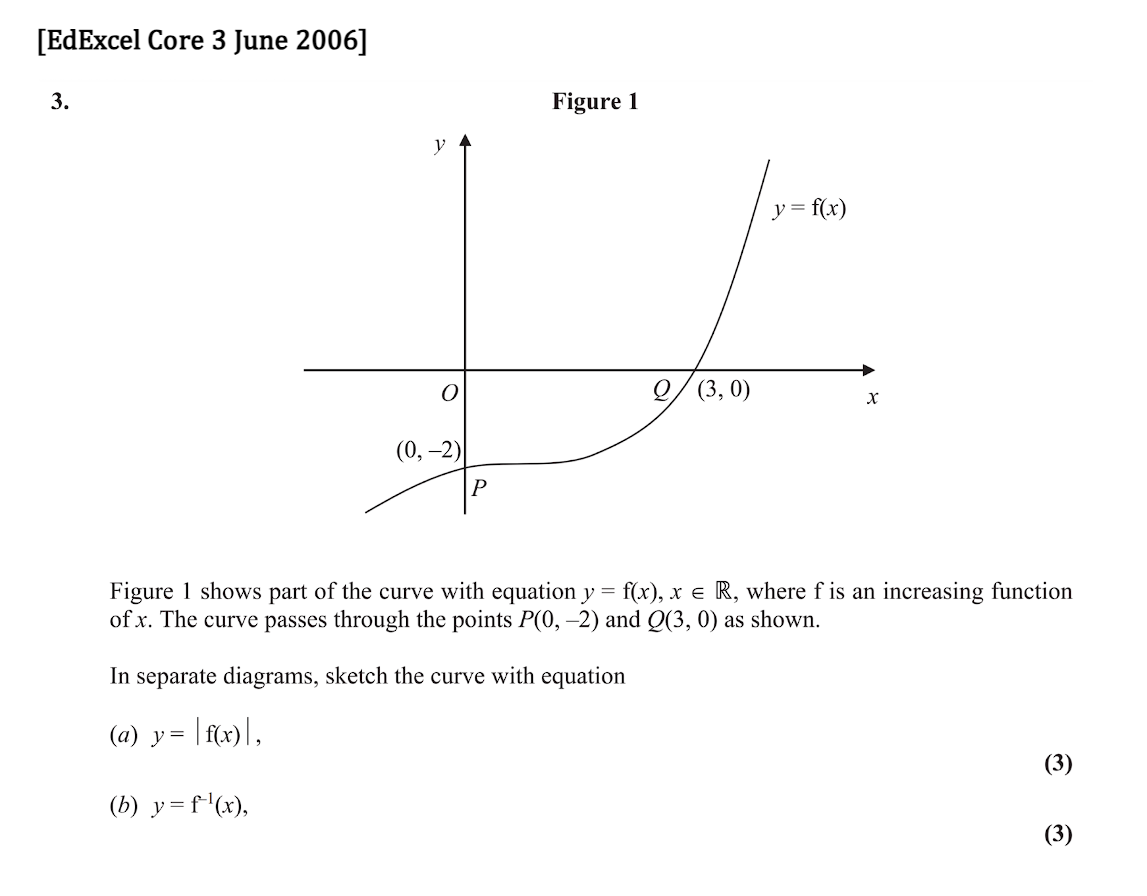 [EdExcel Core 3 June 2006]
3.
Figure 1
y
y = f(x)
O
Q
(3, 0)
x
(0, –2)
P
Figure 1 shows part of the curve with equation y = f(x), x ∈ ℝ, where f is an increasing function
of x. The curve passes through the points P(0, –2) and Q(3, 0) as shown.
In separate diagrams, sketch the curve with equation
(a) y = |f(x)|,
(3)
(b) y = f⁻¹(x),
(3)